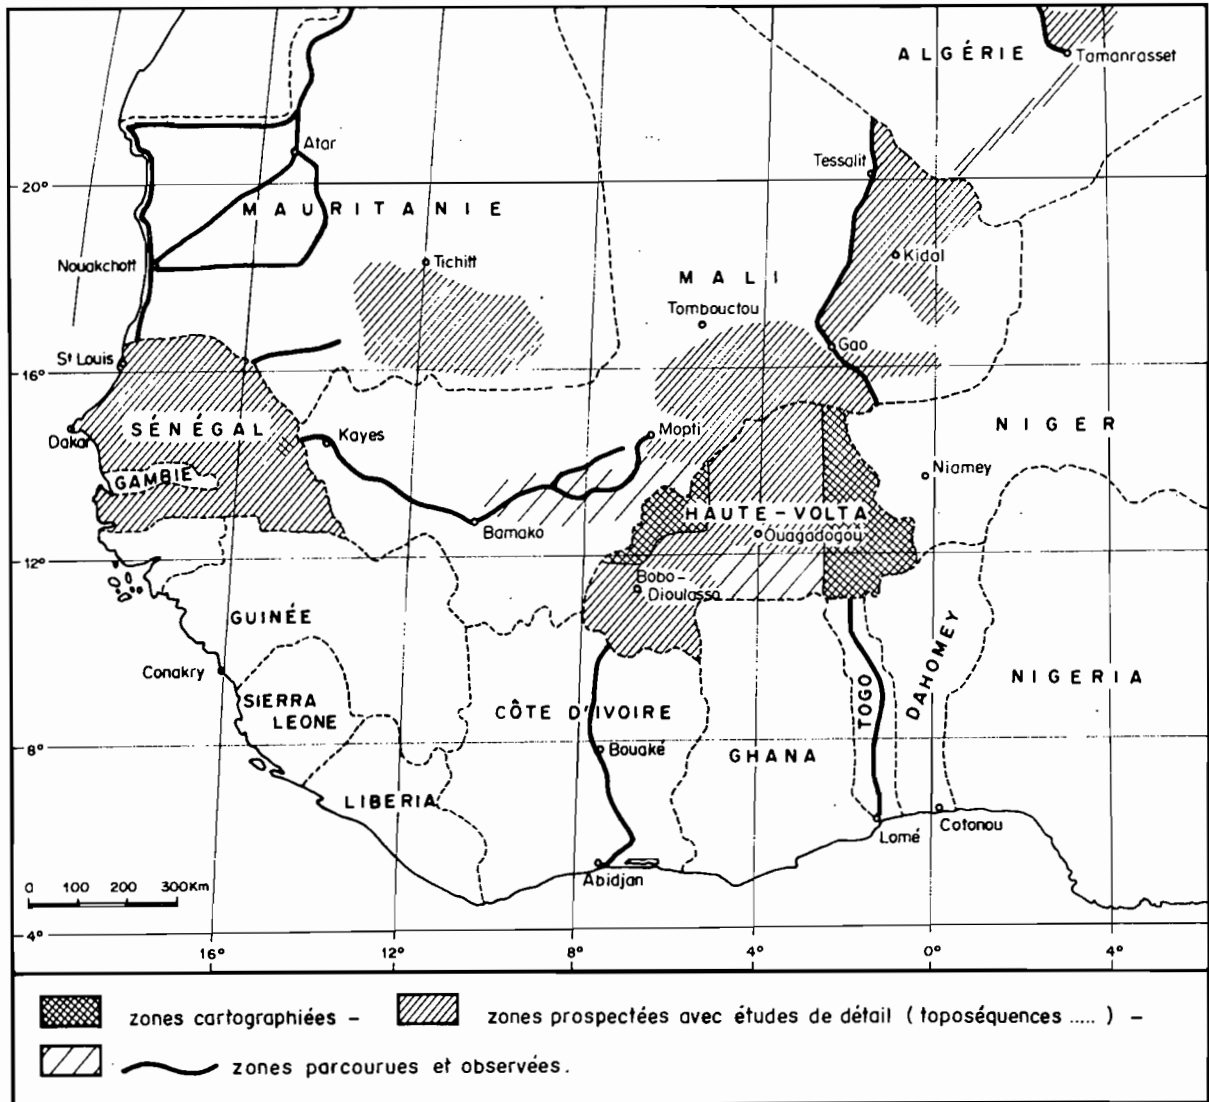 ALGÉRIE
Tamanrasset
Atar
Tessalit
20°
MAURITANIE
Nouakchott
Tichitt
Kidal
MALI
Tombouctou
St Louis
Gao
16°
SÉNÉGAL
Dakar
Kayes
Mopti
NIGER
GAMBIE
Niamey
HAUTE-VOLTA
Bamako
Ouagadogou
12°
Bobo-
Dioulasso
GUINÉE
Conakry
SIERRA
LEONE
CÔTE D'IVOIRE
TOGO
DAHOMEY
NIGERIA
8°
Bouaké
GHANA
LIBERIA
Lomé
Cotonou
Abidjan
0 100 200 300Km
4°
16° 12° 8° 4° 0° 4°
zones cartographiées –
zones prospectées avec études de détail ( toposéquences ..... ) –
zones parcourues et observées.